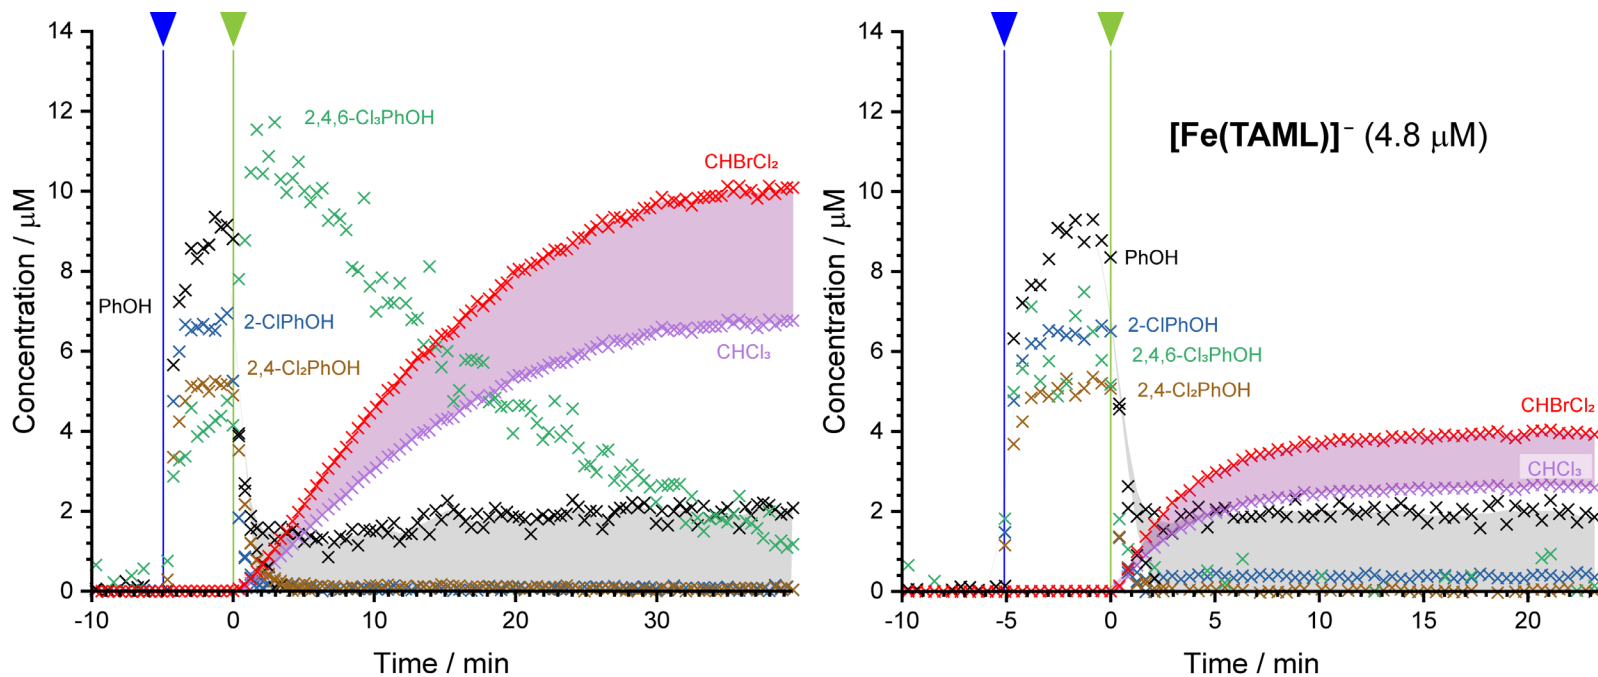 14
12
10
8
6
4
2
0
Concentration / μM
-10
0
10
20
30
Time / min
2,4,6-Cl₃PhOH
CHBrCl₂
PhOH
2-ClPhOH
CHCl₃
2,4-Cl₂PhOH
14
12
10
8
6
4
2
0
Concentration / μM
-10
-5
0
5
10
15
20
Time / min
[Fe(TAML)]⁻ (4.8 μM)
PhOH
2-ClPhOH
2,4,6-Cl₃PhOH
2,4-Cl₂PhOH
CHBrCl₂
CHCl₃